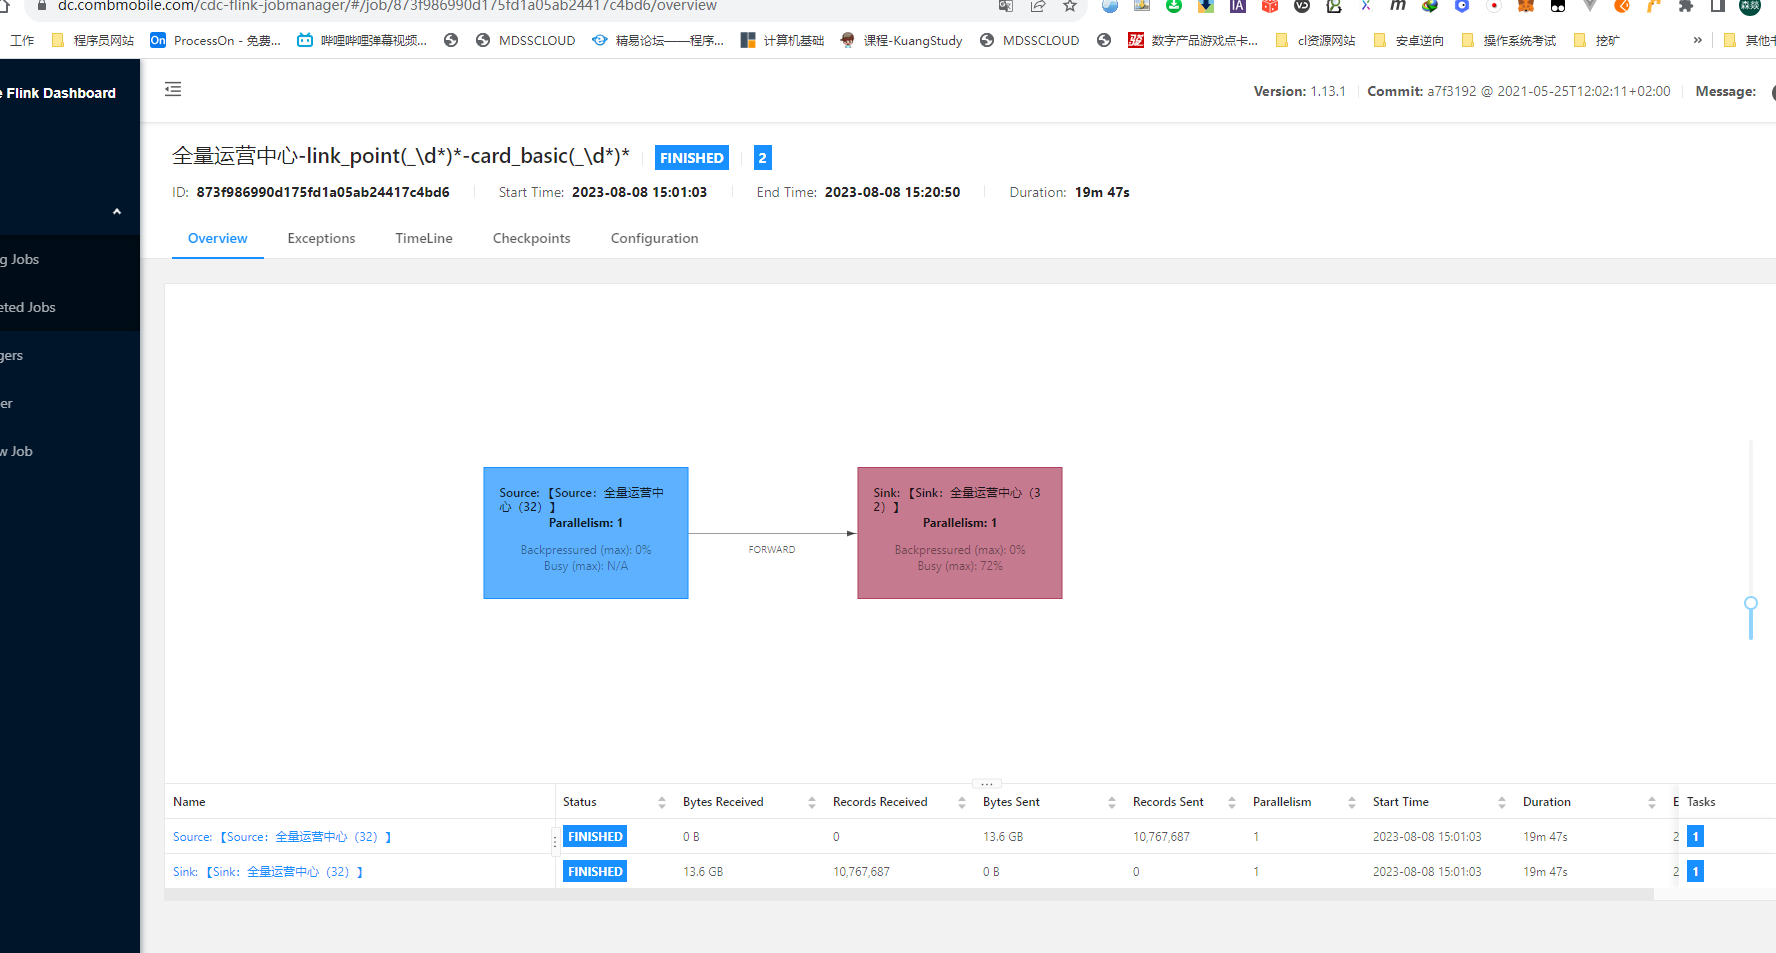 dc.combmobile.com/cdc-flink-jobmanager/#/job/873f986990d175fd1a05ab24417c4bd6/overview
工作 程序员网站 On ProcessOn - 免费... 哔哩哔哩弹幕视频... MDSSCLOUD 精易论坛——程序... 计算机基础 课程-KuangStudy MDSSCLOUD 数字产品游戏点卡... cl资源网站 安卓逆向 操作系统考试 挖矿 » 其他书
e Flink Dashboard
Version: 1.13.1 Commit: a7f3192 @ 2021-05-25T12:02:11+02:00 Message:
全量运营中心-link_point(_\d*)*-card_basic(_\d*)* FINISHED 2
ID: 873f986990d175fd1a05ab24417c4bd6 Start Time: 2023-08-08 15:01:03 End Time: 2023-08-08 15:20:50 Duration: 19m 47s
Overview Exceptions TimeLine Checkpoints Configuration
g Jobs
eted Jobs
gers
er
w Job
Source: 【Source：全量运营中
心（32）】
Parallelism: 1
Backpressured (max): 0%
Busy (max): N/A
FORWARD
Sink: 【Sink：全量运营中心（3
2）】
Parallelism: 1
Backpressured (max): 0%
Busy (max): 72%
Name Status Bytes Received Records Received Bytes Sent Records Sent Parallelism Start Time Duration E Tasks
Source: 【Source：全量运营中心（32）】 FINISHED 0 B 0 13.6 GB 10,767,687 1 2023-08-08 15:01:03 19m 47s 2 1
Sink: 【Sink：全量运营中心（32）】 FINISHED 13.6 GB 10,767,687 0 B 0 1 2023-08-08 15:01:03 19m 47s 2 1